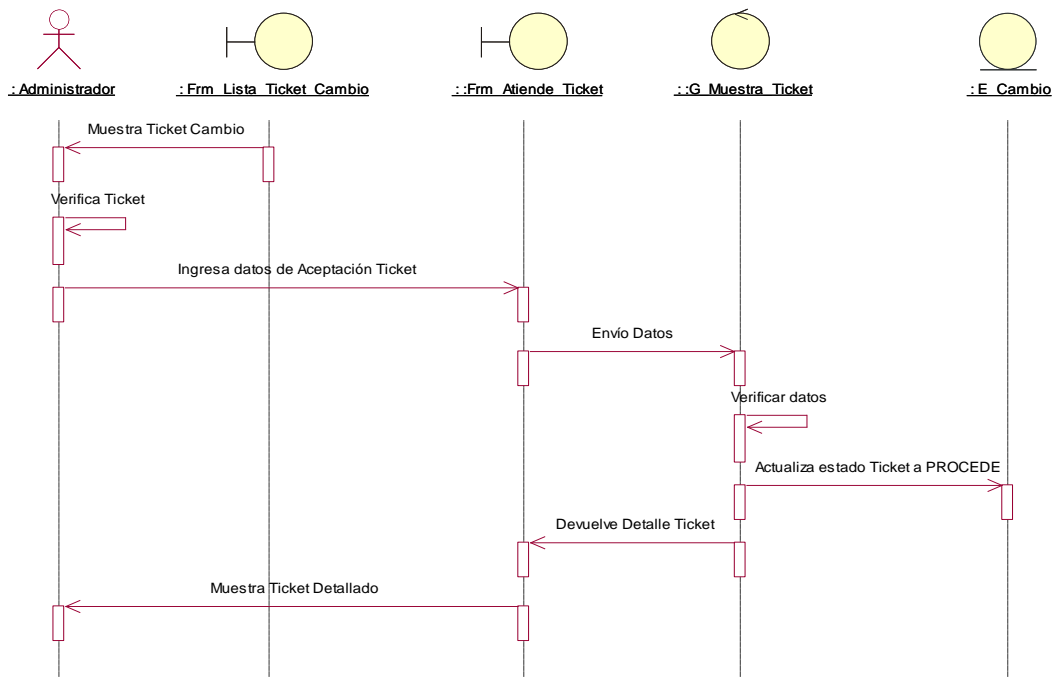 : Administrador
: Frm_Lista_Ticket_Cambio
: :Frm_Atiende_Ticket
: :G_Muestra_Ticket
: E_Cambio
Muestra Ticket Cambio
Verifica Ticket
Ingresa datos de Aceptación Ticket
Envío Datos
Verificar datos
Actualiza estado Ticket a PROCEDE
Devuelve Detalle Ticket
Muestra Ticket Detallado